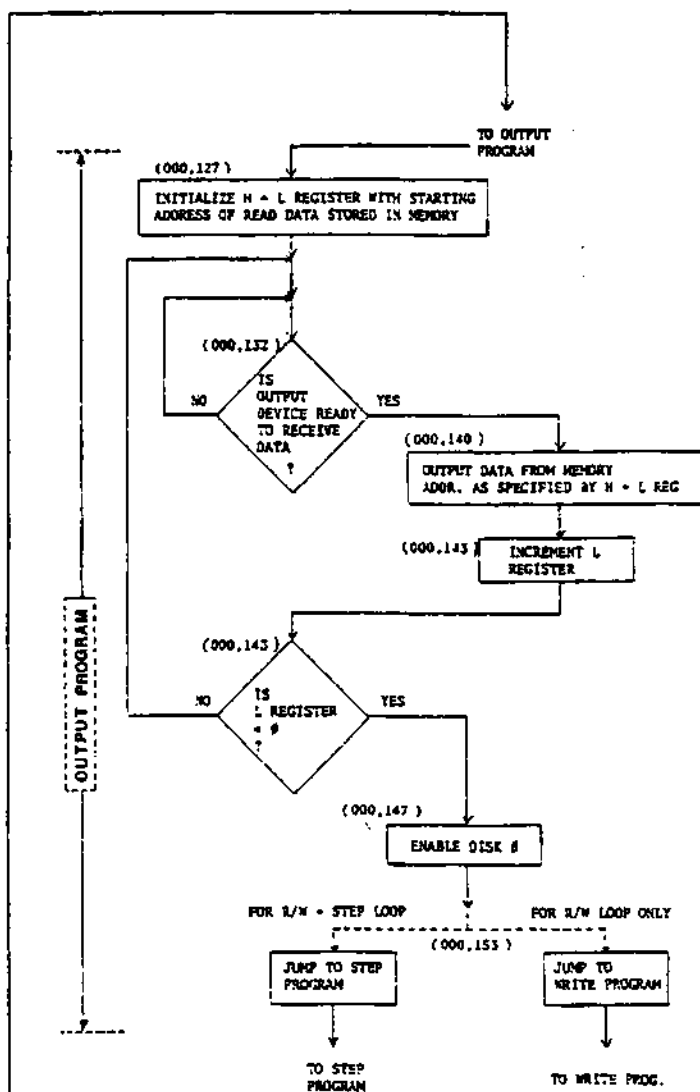 TO OUTPUT
PROGRAM
(000,127)
INITIALIZE H + L REGISTER WITH STARTING
ADDRESS OF READ DATA STORED IN MEMORY
(000,132)
IS
OUTPUT
DEVICE READY
TO RECEIVE
DATA
?
NO
YES
(000,140)
OUTPUT DATA FROM MEMORY
ADDR. AS SPECIFIED BY H + L REG
(000,143)
INCREMENT L
REGISTER
OUTPUT PROGRAM
(000,143)
IS
L REGISTER
= Ø
?
NO
YES
(000,147)
ENABLE DISK Ø
FOR R/W + STEP LOOP
FOR R/W LOOP ONLY
(000,153)
JUMP TO STEP
PROGRAM
JUMP TO
WRITE PROGRAM
TO STEP
PROGRAM
TO WRITE PROG.